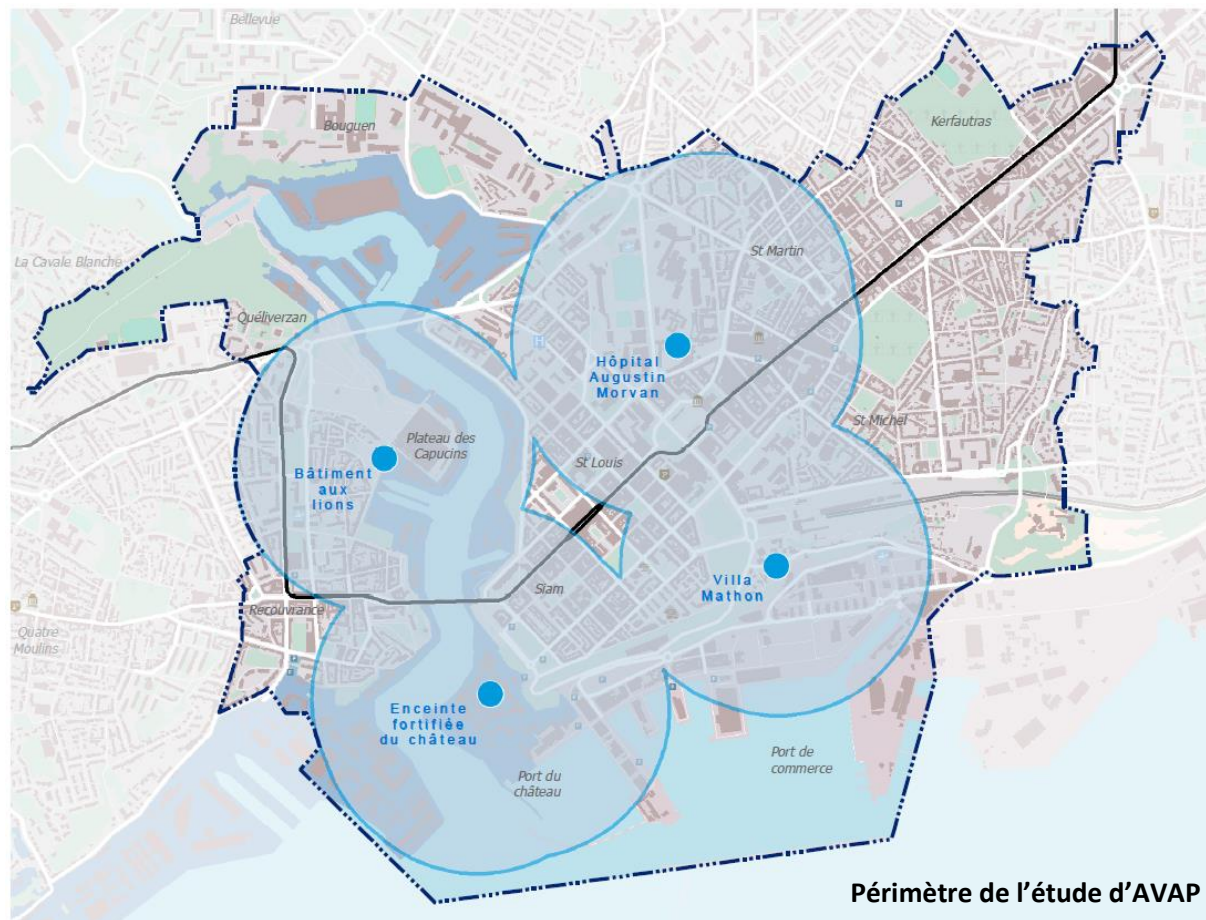 Bellevue
Bouguen
Kerfautras
St Martin
La Cavale Blanche
Quéliverzan
H
Hôpital
Augustin
Morvan
St Michel
Plateau des
Capucins
St Louis
Bâtiment
aux
lions
Siam
Villa
Mathon
Recouvrance
Quatre
Moulins
Enceinte
fortifiée
du château
Port du
château
Port de
commerce
Périmètre de l'étude d'AVAP